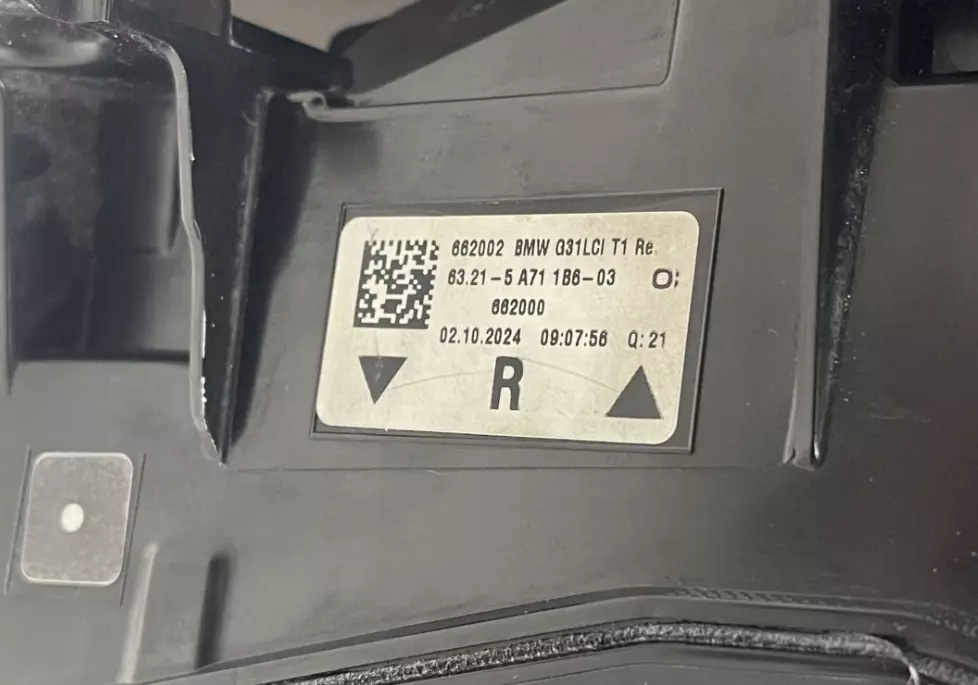 662002 BMW G31LCI T1 Re
63.21-5 A71 1B6-03 O:
662000
02.10.2024 09:07:56 Q:21
R